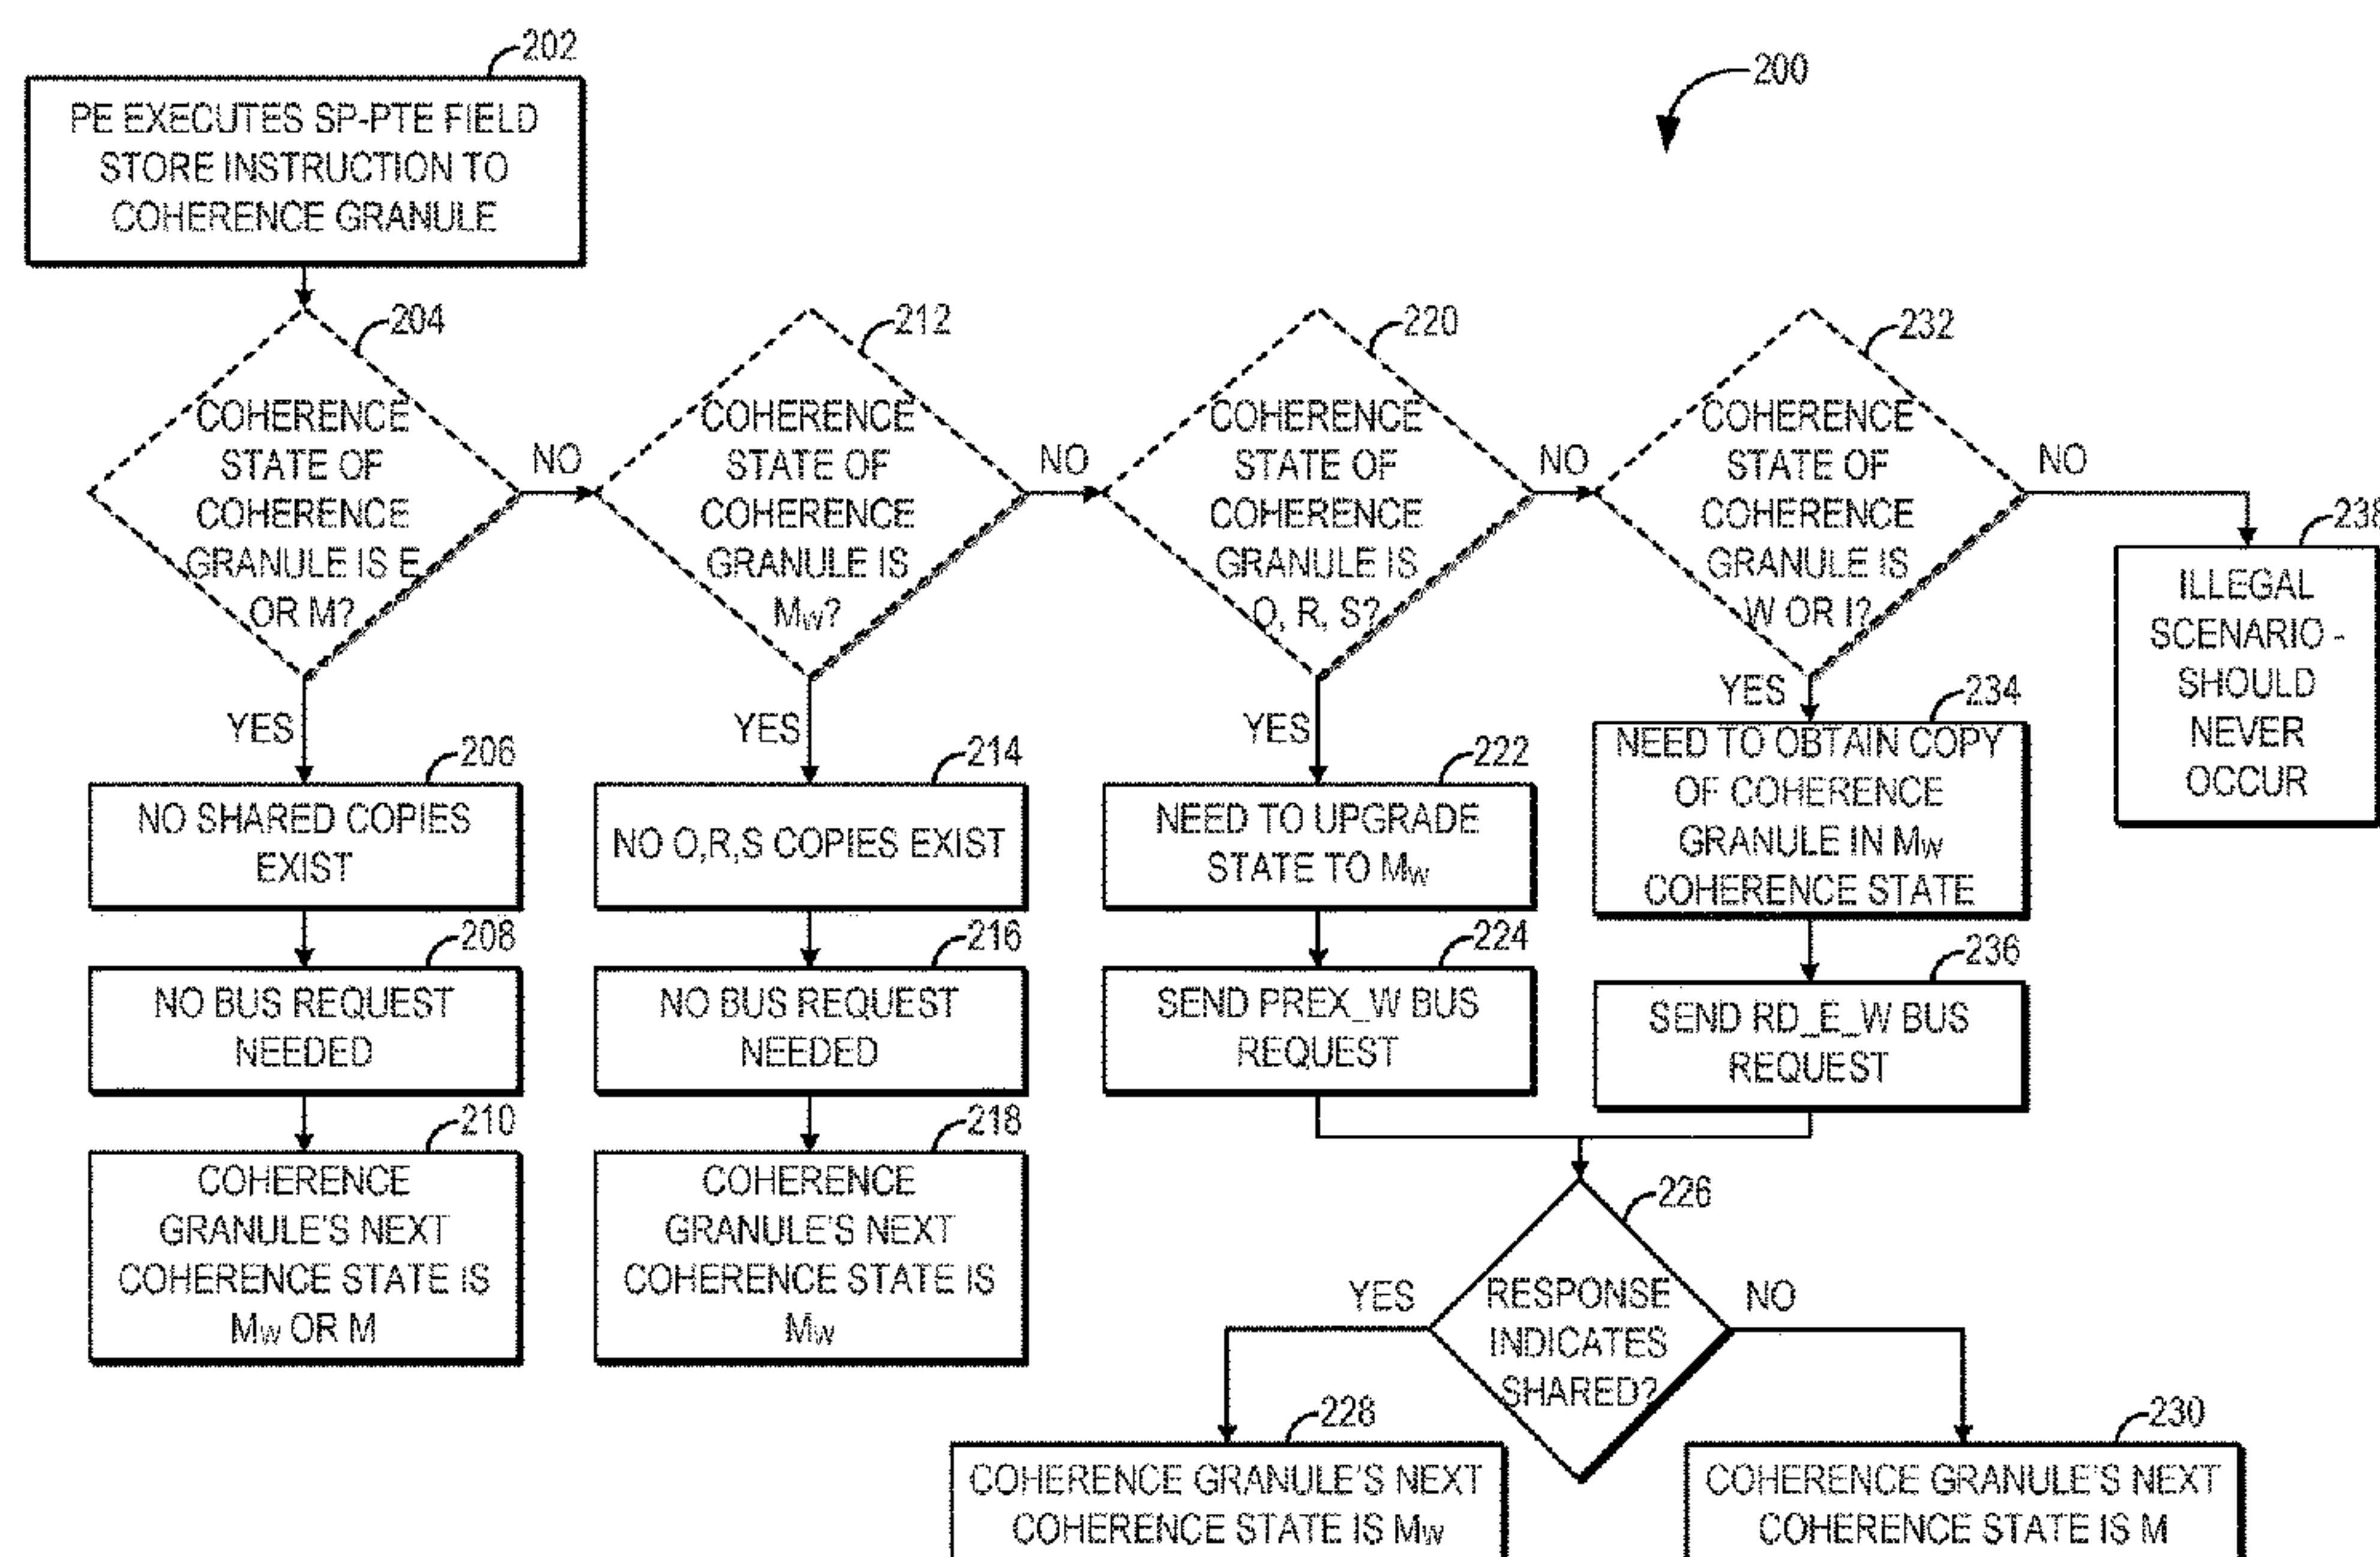 202
200
PE EXECUTES SP-PTE FIELD
STORE INSTRUCTION TO
COHERENCE GRANULE
204
COHERENCE
STATE OF
COHERENCE
GRANULE IS E
OR M?
NO
YES
212
COHERENCE
STATE OF
COHERENCE
GRANULE IS
MW?
NO
YES
220
COHERENCE
STATE OF
COHERENCE
GRANULE IS
O, R, S?
NO
YES
232
COHERENCE
STATE OF
COHERENCE
GRANULE IS
W OR I?
NO
YES
238
ILLEGAL
SCENARIO -
SHOULD
NEVER
OCCUR
206
NO SHARED COPIES
EXIST
208
NO BUS REQUEST
NEEDED
210
COHERENCE
GRANULE'S NEXT
COHERENCE STATE IS
MW OR M
214
NO O,R,S COPIES EXIST
216
NO BUS REQUEST
NEEDED
218
COHERENCE
GRANULE'S NEXT
COHERENCE STATE IS
MW
222
NEED TO UPGRADE
STATE TO MW
224
SEND PREX_W BUS
REQUEST
234
NEED TO OBTAIN COPY
OF COHERENCE
GRANULE IN MW
COHERENCE STATE
236
SEND RD_E_W BUS
REQUEST
226
RESPONSE
INDICATES
SHARED?
YES
NO
228
COHERENCE GRANULE'S NEXT
COHERENCE STATE IS MW
230
COHERENCE GRANULE'S NEXT
COHERENCE STATE IS M